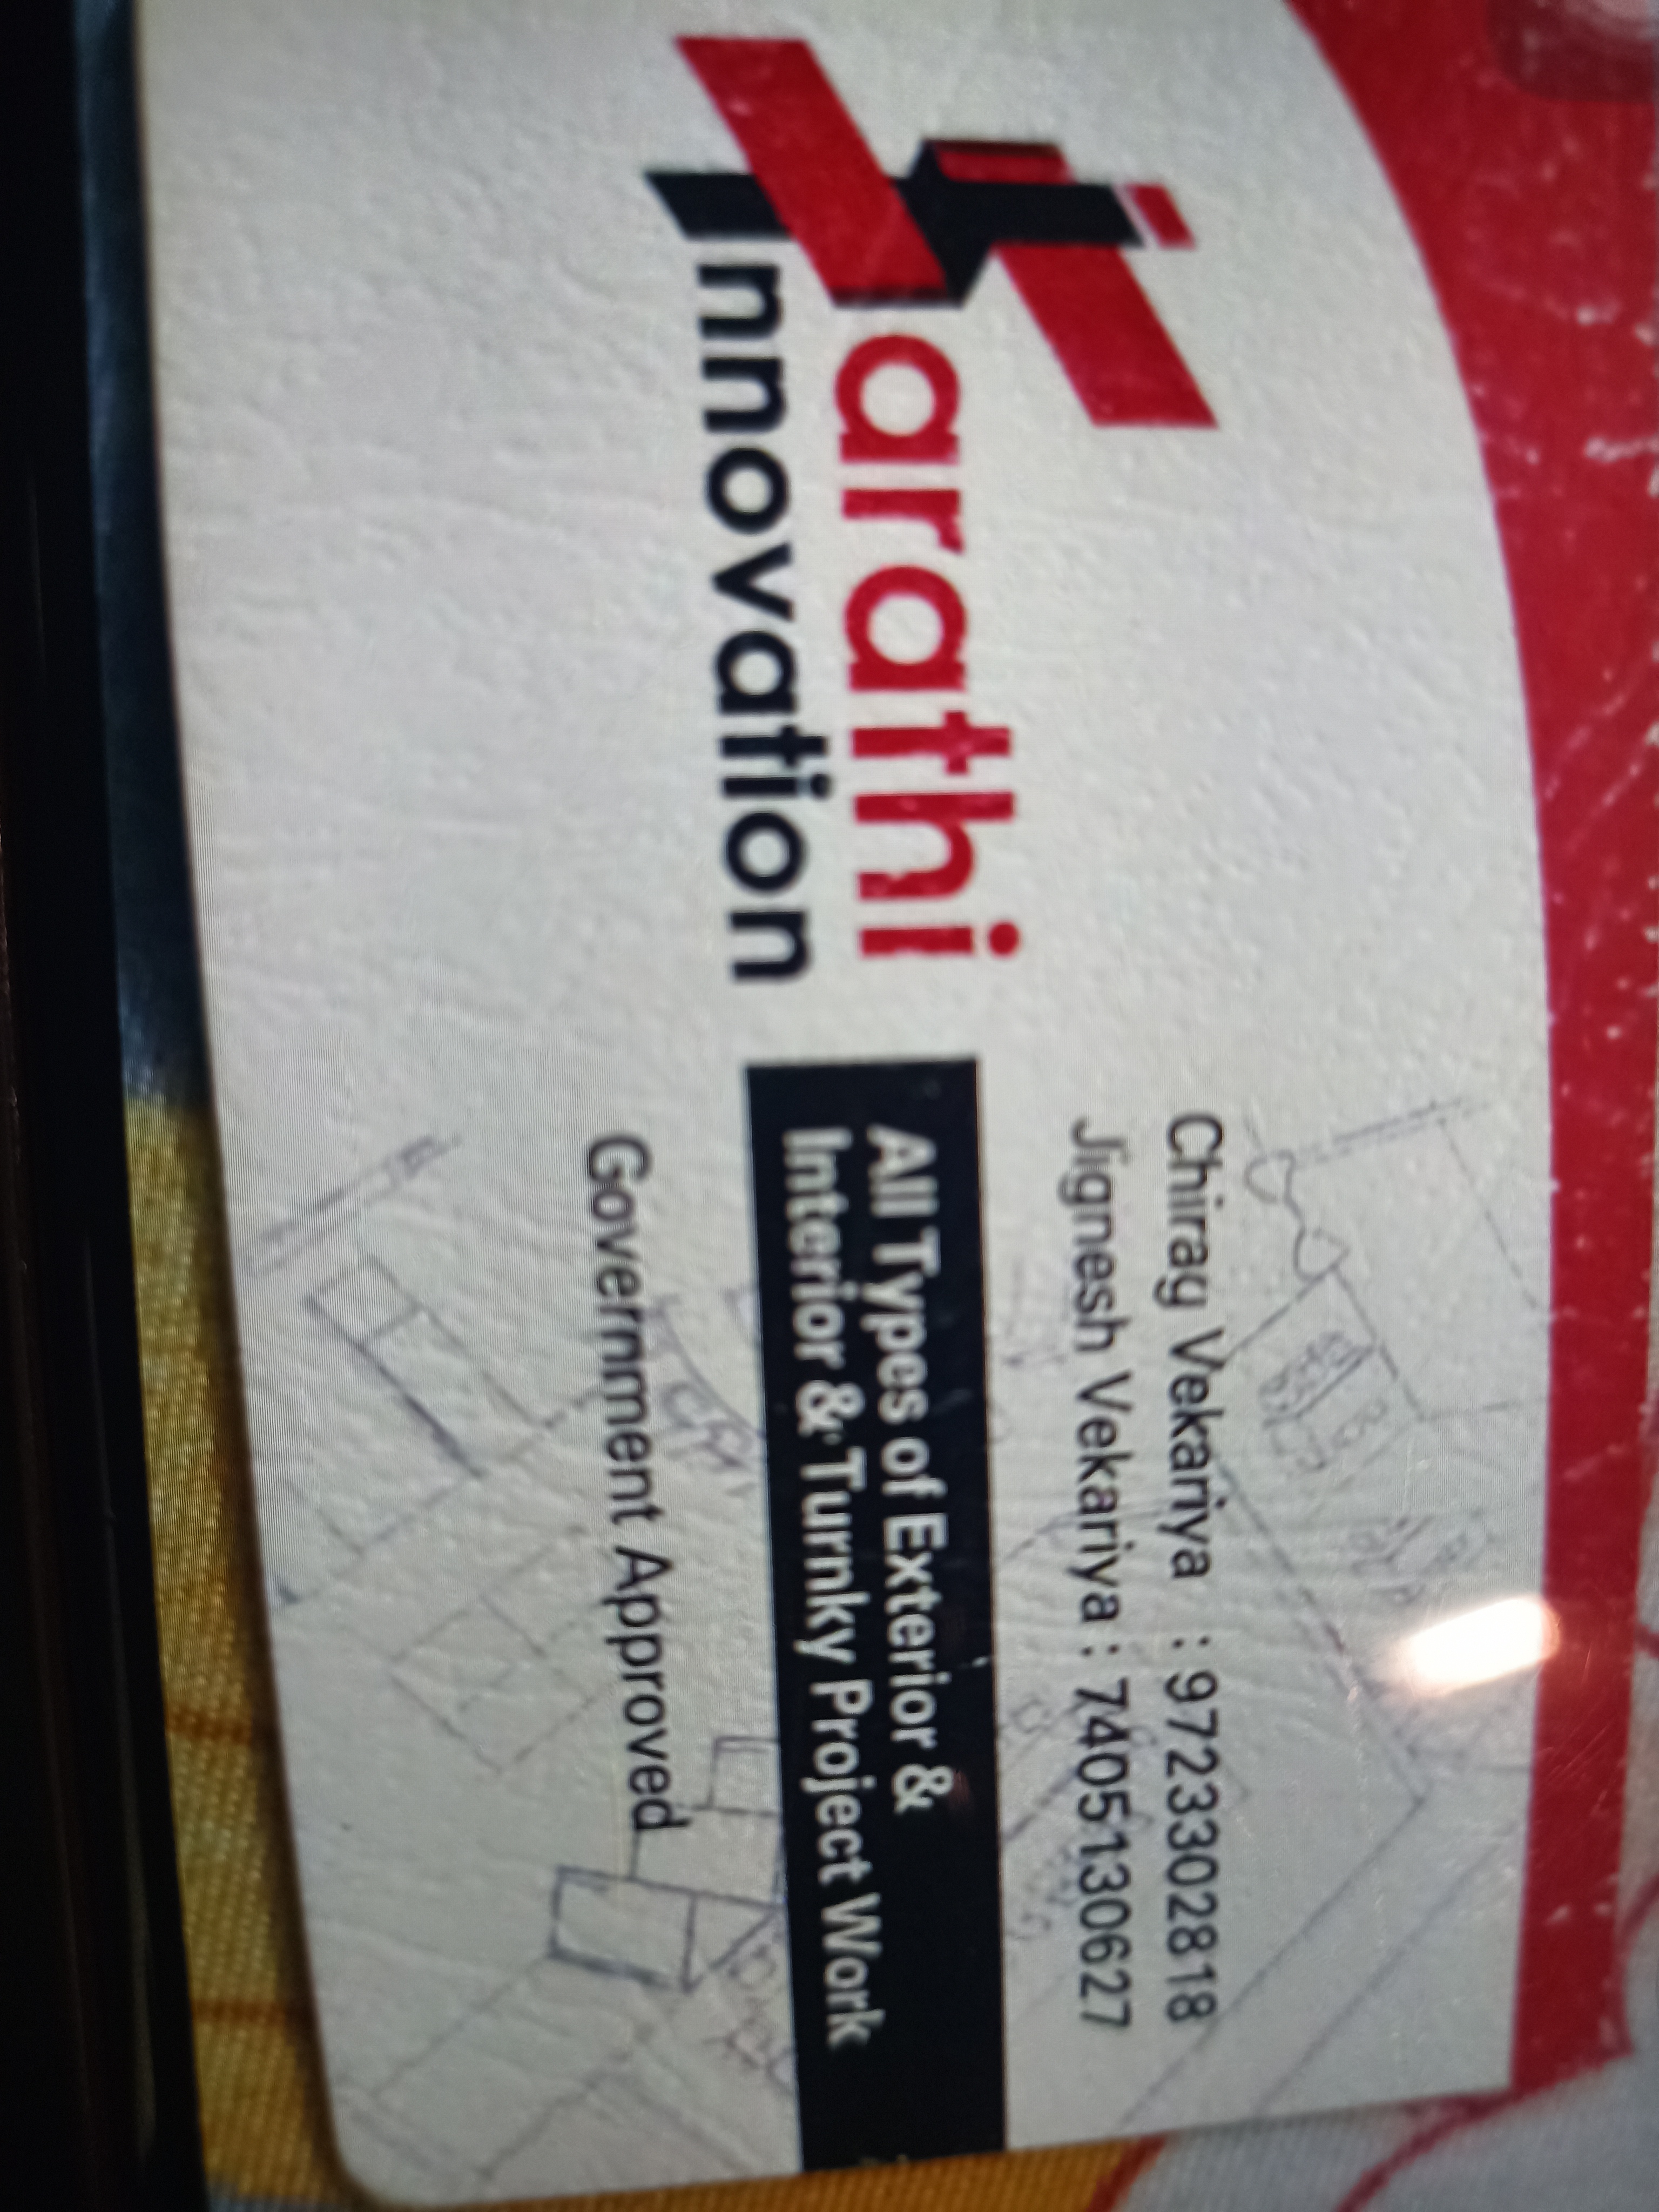 Sarathi
Innovation
Chirag Vekariya : 9723302818
Jignesh Vekariya : 7405130627
All Types of Exterior &
Interior & Turnky Project Work
Government Approved